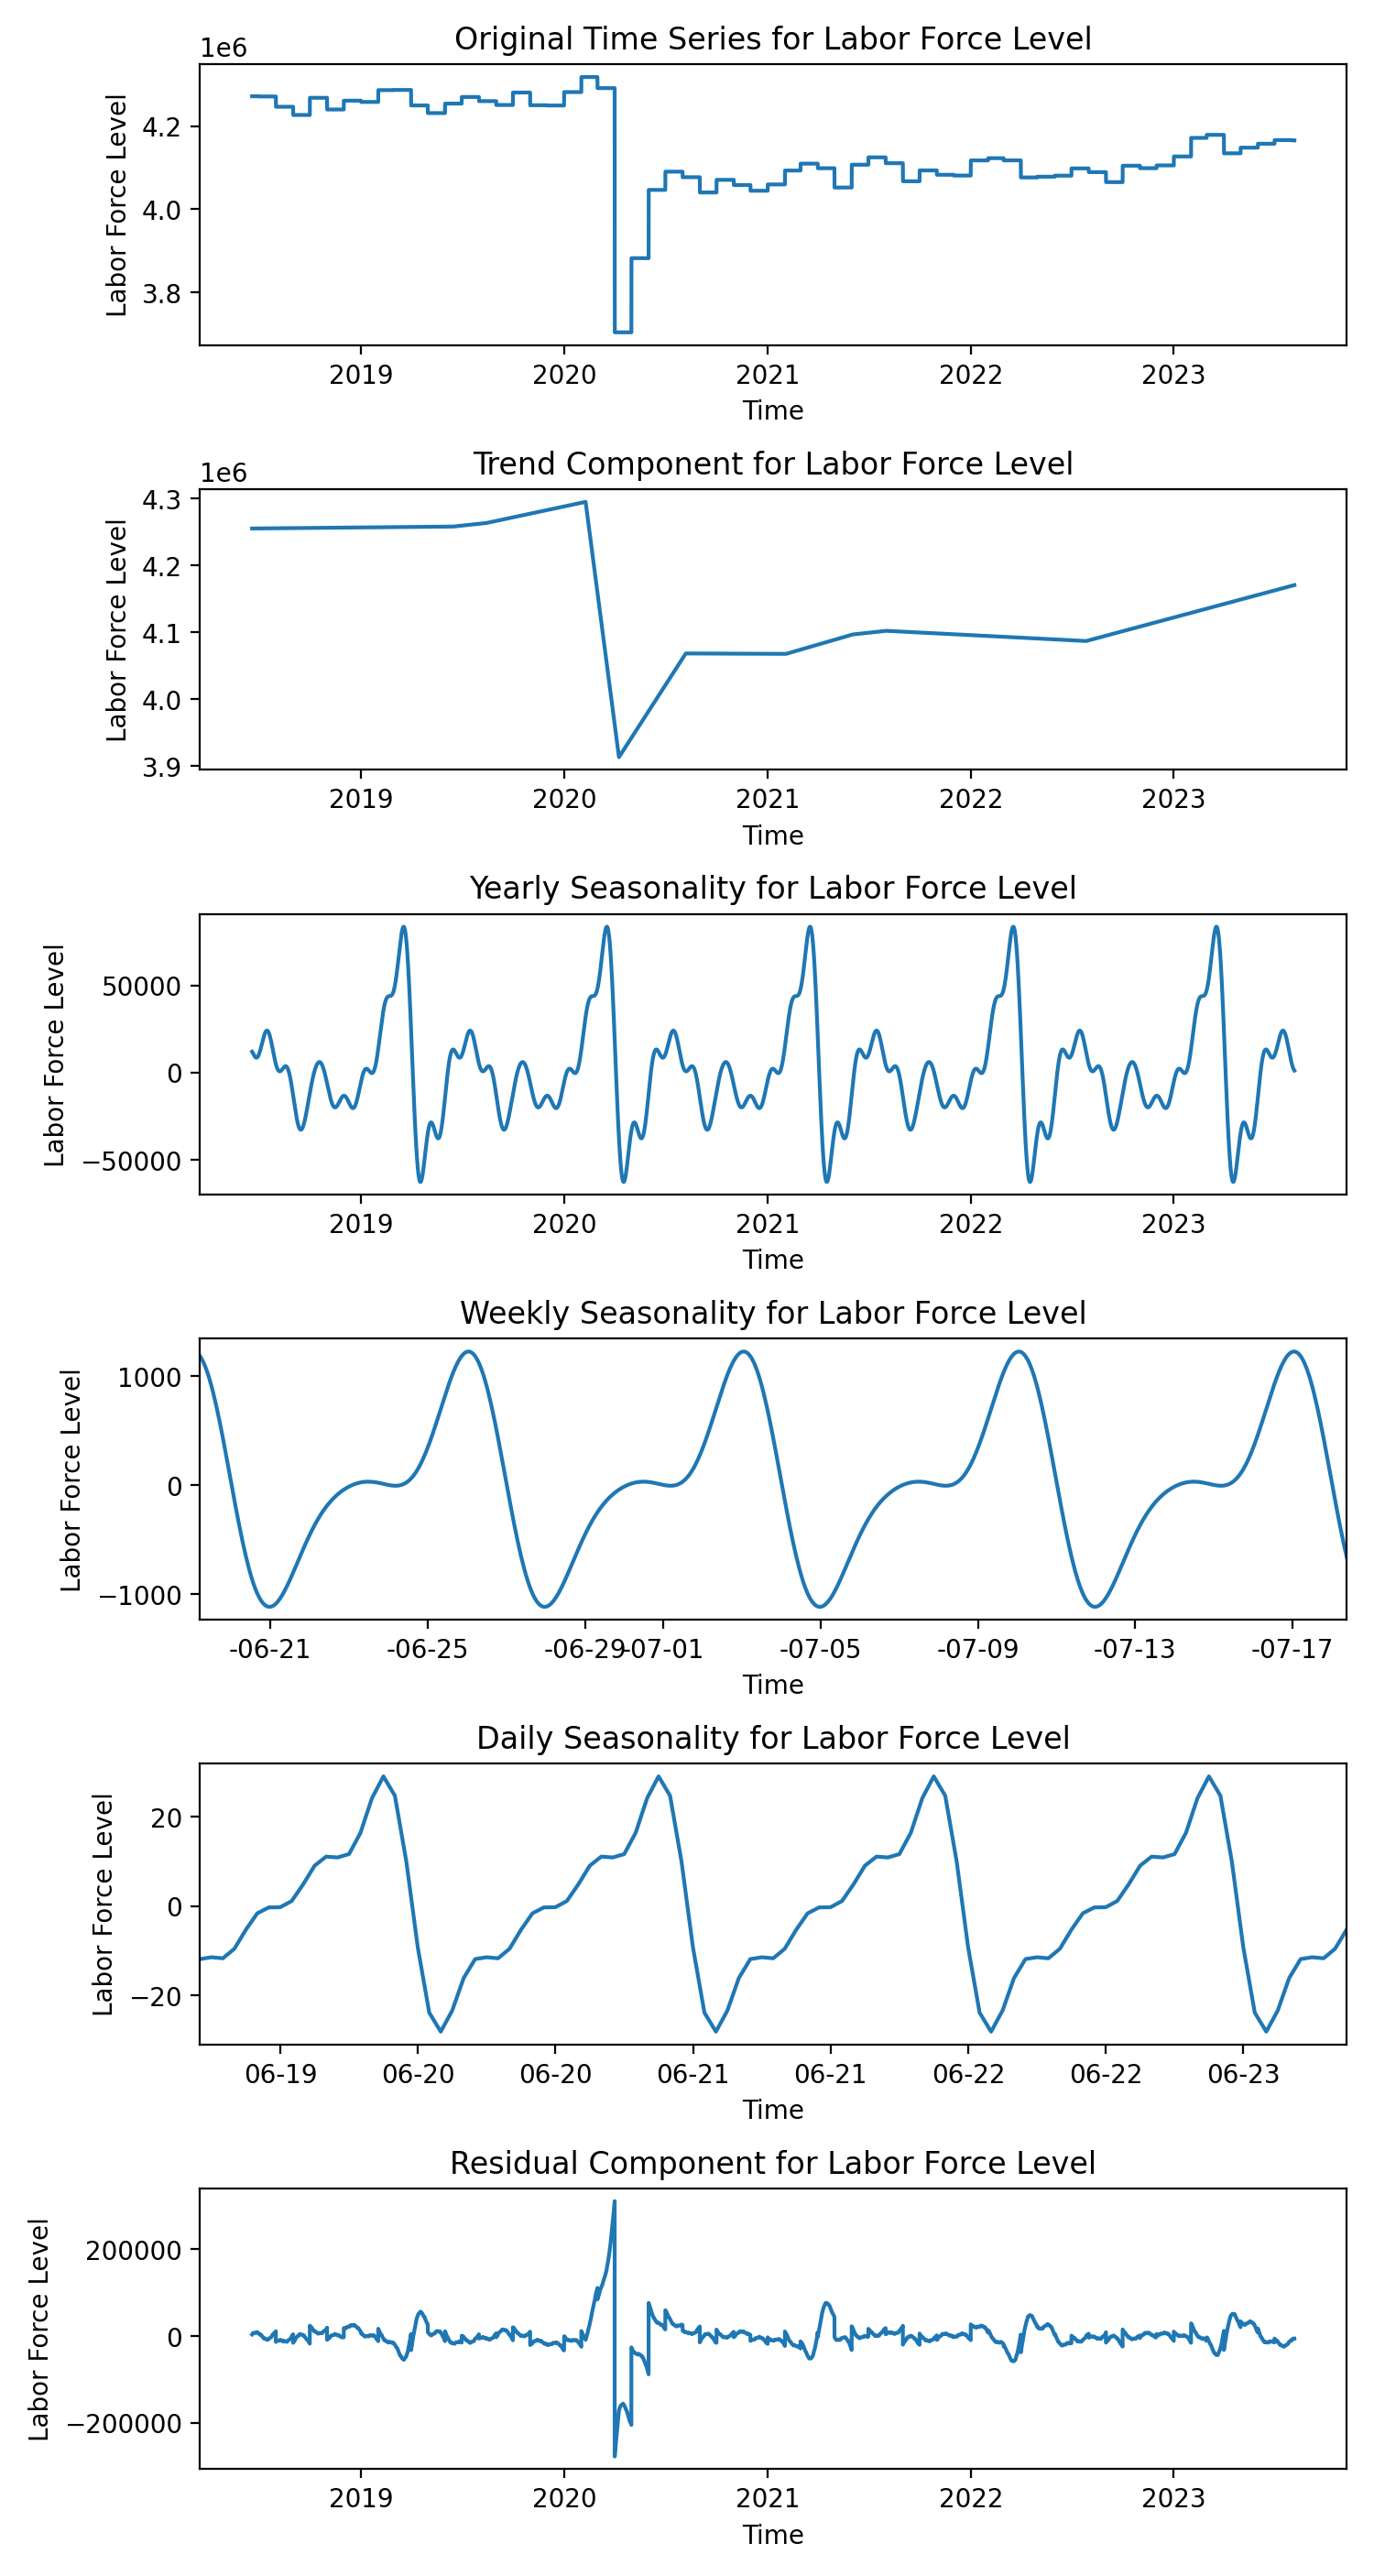 Original Time Series for Labor Force Level
1e6
Labor Force Level
4.2
4.0
3.8
2019 2020 2021 2022 2023
Time
Trend Component for Labor Force Level
1e6
Labor Force Level
4.3
4.2
4.1
4.0
3.9
2019 2020 2021 2022 2023
Time
Yearly Seasonality for Labor Force Level
Labor Force Level
50000
0
−50000
2019 2020 2021 2022 2023
Time
Weekly Seasonality for Labor Force Level
Labor Force Level
1000
0
−1000
-06-21 -06-25 -06-29 -07-01 -07-05 -07-09 -07-13 -07-17
Time
Daily Seasonality for Labor Force Level
Labor Force Level
20
0
−20
06-19 06-20 06-20 06-21 06-21 06-22 06-22 06-23
Time
Residual Component for Labor Force Level
Labor Force Level
200000
0
−200000
2019 2020 2021 2022 2023
Time